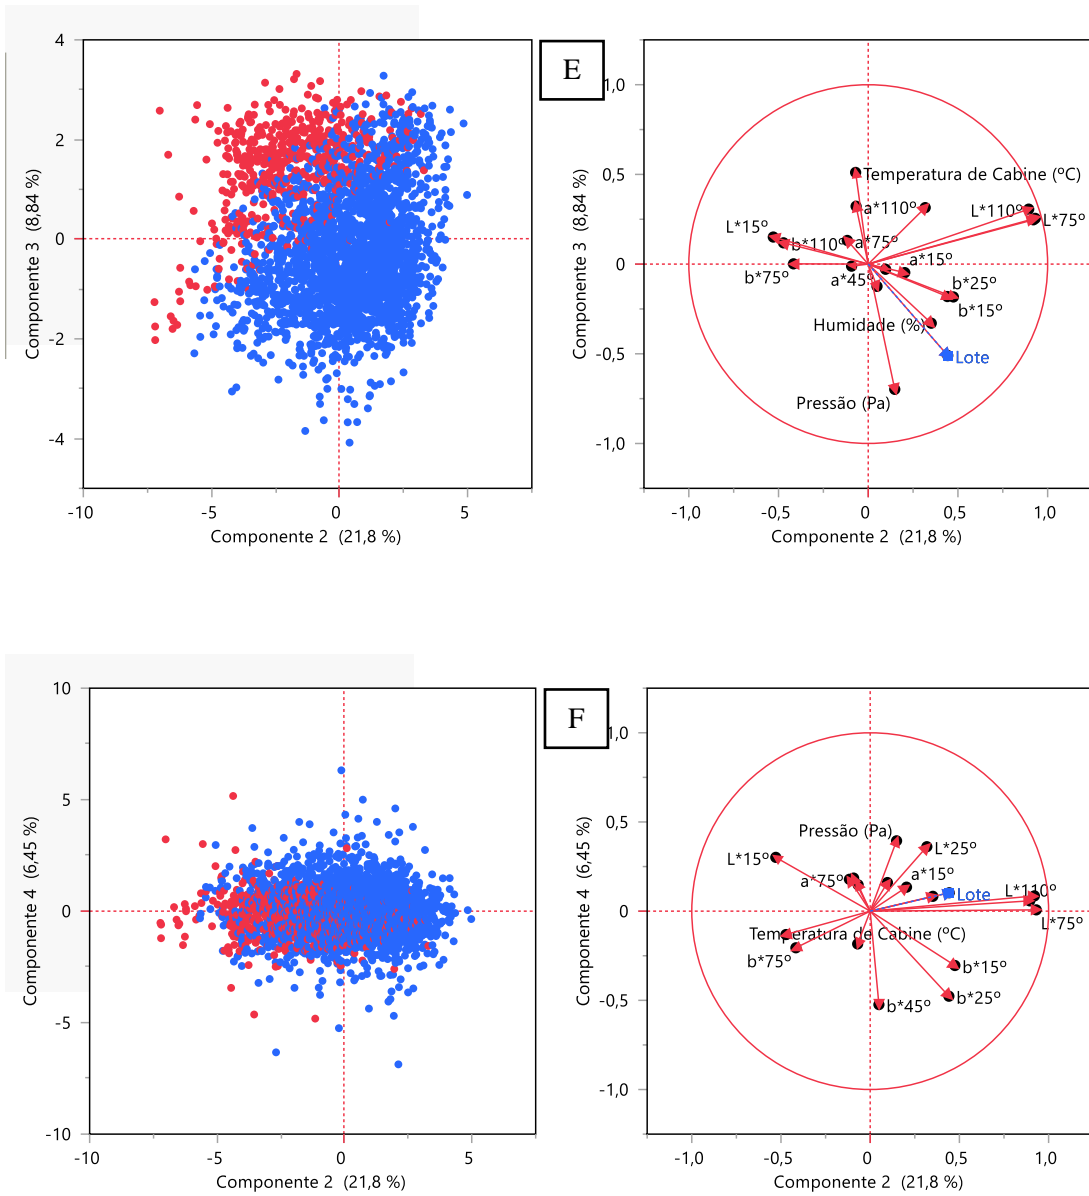 E
4
2
0
-2
-4
Componente 3 (8,84 %)
-10
-5
0
5
Componente 2 (21,8 %)
1,0
0,5
0
-0,5
-1,0
Componente 3 (8,84 %)
Temperatura de Cabine (ºC)
a*110º
L*110º
L*75º
L*15º
b*110º
a*75º
a*15º
b*75º
a*45º
b*25º
b*15º
Humidade (%)
Lote
Pressão (Pa)
-1,0
-0,5
0
0,5
1,0
Componente 2 (21,8 %)
F
10
5
0
-5
-10
Componente 4 (6,45 %)
-10
-5
0
5
Componente 2 (21,8 %)
1,0
0,5
0
-0,5
-1,0
Componente 4 (6,45 %)
Pressão (Pa)
L*25º
L*15º
a*15º
a*75º
L*110º
Lote
L*75º
Temperatura de Cabine (ºC)
b*75º
b*15º
b*25º
b*45º
-1,0
-0,5
0
0,5
1,0
Componente 2 (21,8 %)